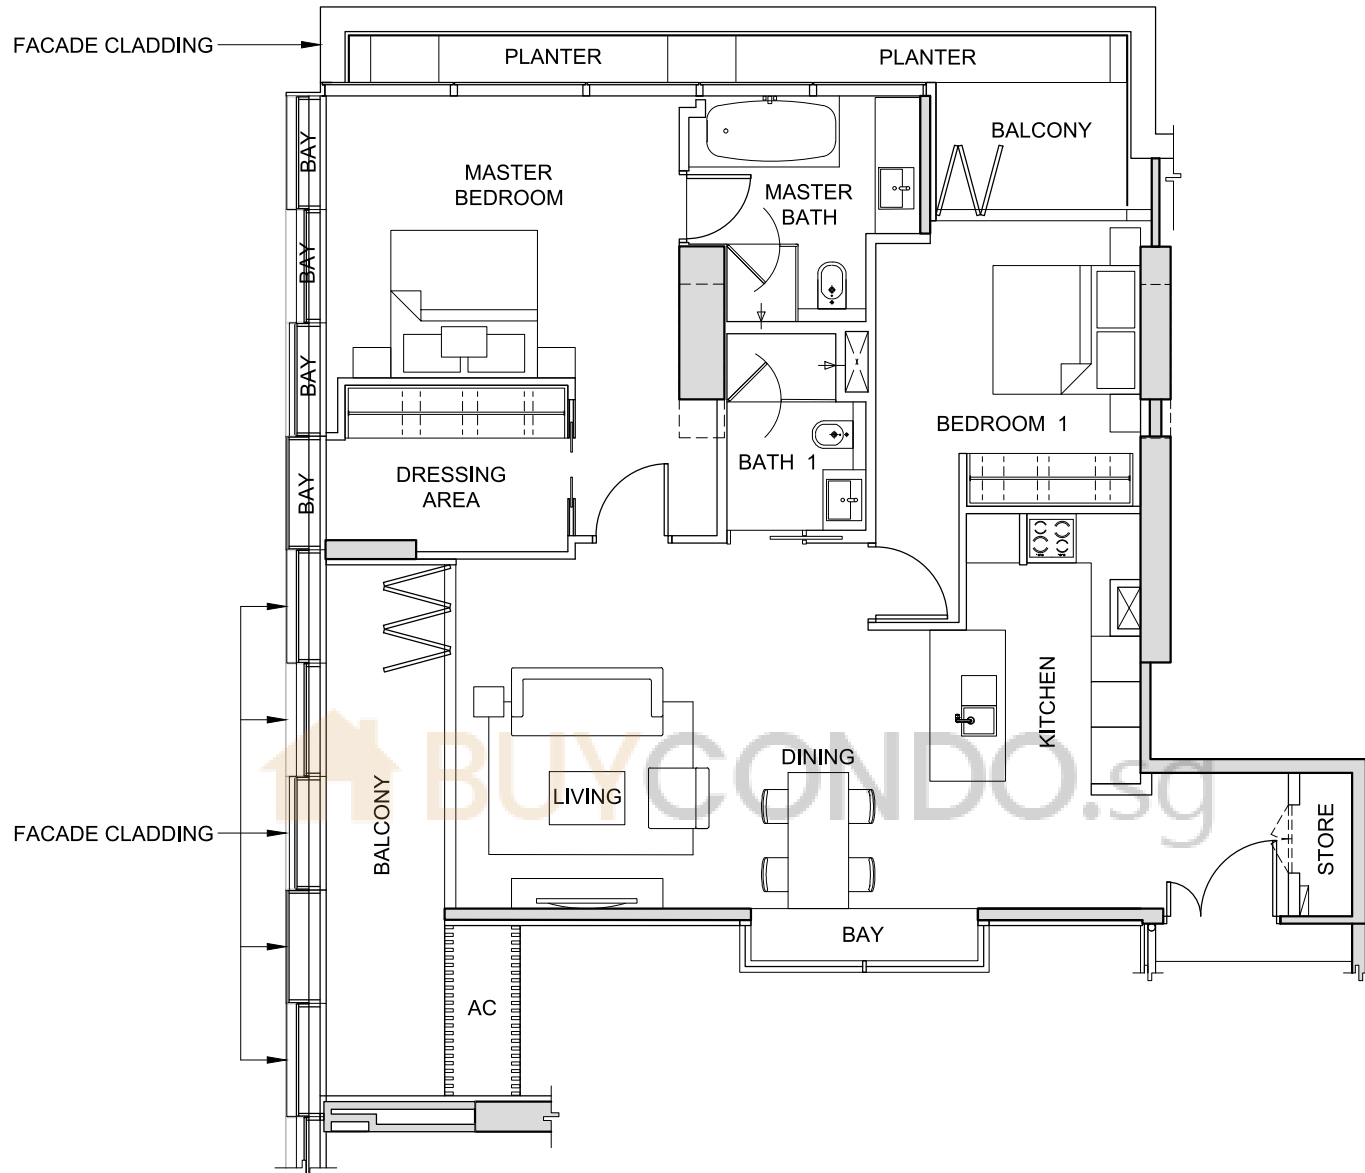 FACADE CLADDING
PLANTER
PLANTER
BALCONY
BAY
MASTER
BEDROOM
MASTER
BATH
BAY
BAY
BEDROOM 1
BATH 1
DRESSING
AREA
BAY
KITCHEN
BUYCONDO.sg
DINING
LIVING
BALCONY
FACADE CLADDING
STORE
BAY
AC